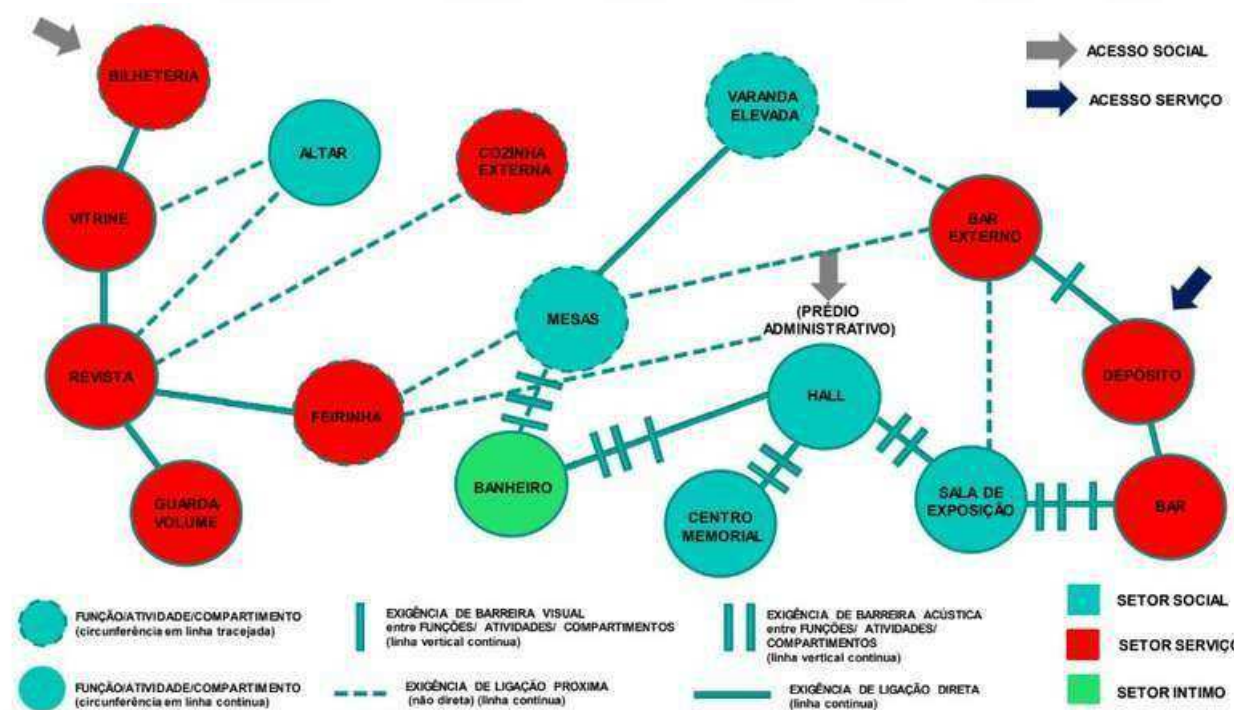 BILHETERIA
ALTAR
COZINHA
EXTERNA
VARANDA
ELEVADA
ACESSO SOCIAL
ACESSO SERVIÇO
VITRINE
BAR
EXTERNO
MESAS
(PRÉDIO
ADMINISTRATIVO)
REVISTA
FEIRINHA
HALL
DEPÓSITO
GUARDA
VOLUME
BANHEIRO
CENTRO
MEMORIAL
SALA DE
EXPOSIÇÃO
BAR
FUNÇÃO/ATIVIDADE/COMPARTIMENTO
(circunferência em linha tracejada)
EXIGÊNCIA DE BARREIRA VISUAL
entre FUNÇÕES/ ATIVIDADES/ COMPARTIMENTOS
(linha vertical contínua)
EXIGÊNCIA DE BARREIRA ACÚSTICA
entre FUNÇÕES/ ATIVIDADES/
COMPARTIMENTOS
(linha vertical contínua)
SETOR SOCIAL
SETOR SERVIÇO
FUNÇÃO/ATIVIDADE/COMPARTIMENTO
(circunferência em linha contínua)
EXIGÊNCIA DE LIGAÇÃO PROXIMA
(não direta) (linha contínua)
EXIGÊNCIA DE LIGAÇÃO DIRETA
(linha contínua)
SETOR INTIMO